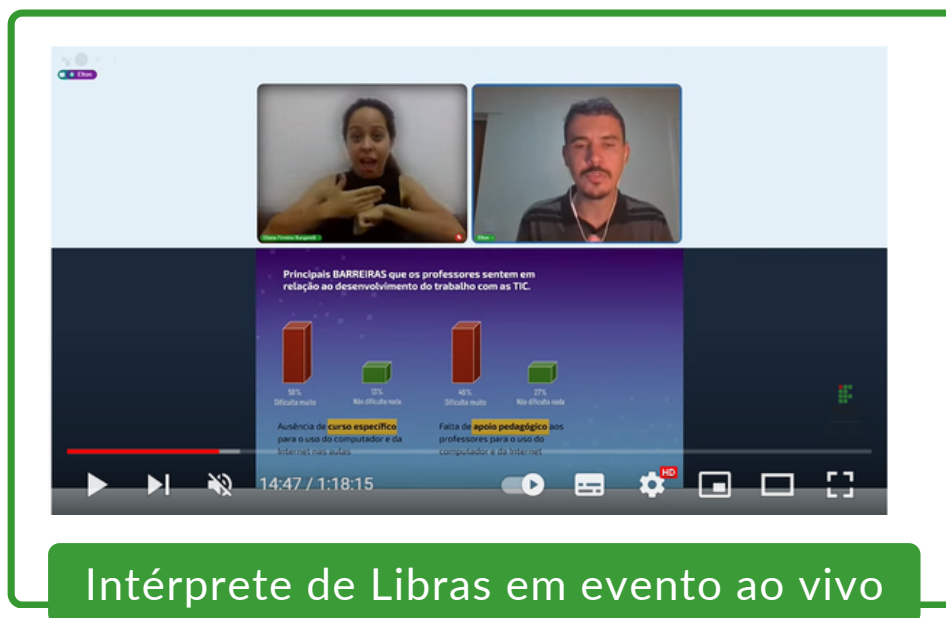 Elton
Elton
Principais BARREIRAS que os professores sentem em
relação ao desenvolvimento do trabalho com as TIC.
13%
27%
Dificulta muito
Não dificulta nada
Dificulta muito
Não dificulta nada
Ausência de curso específico
para o uso do computador e da
Internet nas aulas
Falta de apoio pedagógico aos
professores para o uso do
computador e da Internet
14:47 / 1:18:15
HD
Intérprete de Libras em evento ao vivo